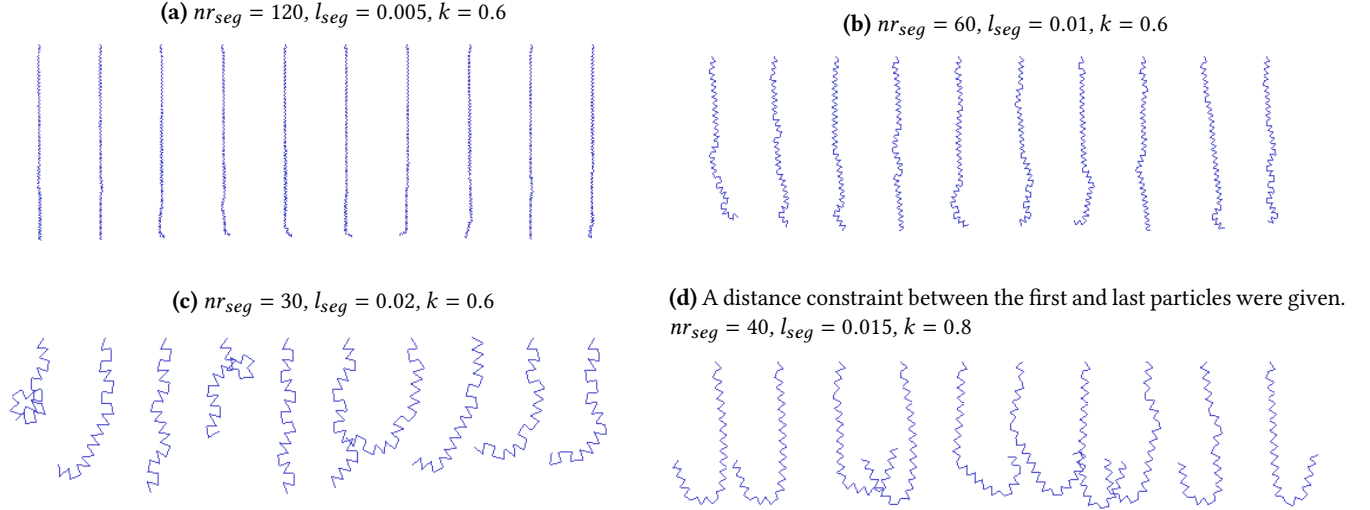 (a) nr_seg = 120, l_seg = 0.005, k = 0.6
(b) nr_seg = 60, l_seg = 0.01, k = 0.6
(c) nr_seg = 30, l_seg = 0.02, k = 0.6
(d) A distance constraint between the first and last particles were given.
nr_seg = 40, l_seg = 0.015, k = 0.8